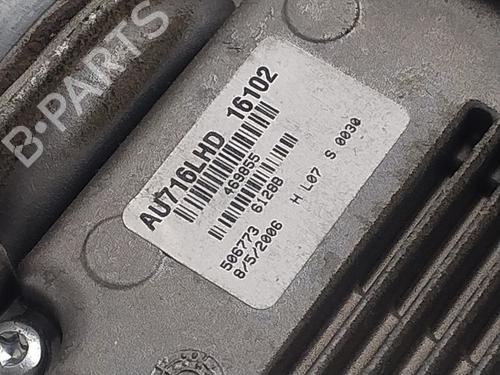 B-PARTS
AU716LHD 16102
469855
506773 61288
8/5/2006 H L07 S 0030